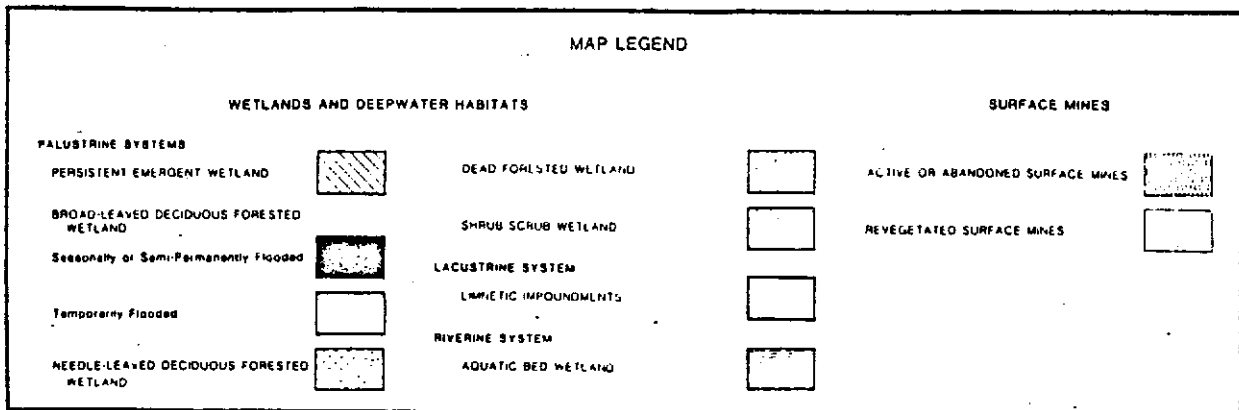 MAP LEGEND
WETLANDS AND DEEPWATER HABITATS
PALUSTRINE SYSTEMS
PERSISTENT EMERGENT WETLAND
BROAD-LEAVED DECIDUOUS FORESTED
WETLAND
Seasonally or Semi-Permanently Flooded
Temporarily Flooded
NEEDLE-LEAVED DECIDUOUS FORESTED
WETLAND
DEAD FORESTED WETLAND
SHRUB SCRUB WETLAND
LACUSTRINE SYSTEM
LIMNETIC IMPOUNDMENTS
RIVERINE SYSTEM
AQUATIC BED WETLAND
SURFACE MINES
ACTIVE OR ABANDONED SURFACE MINES
REVEGETATED SURFACE MINES